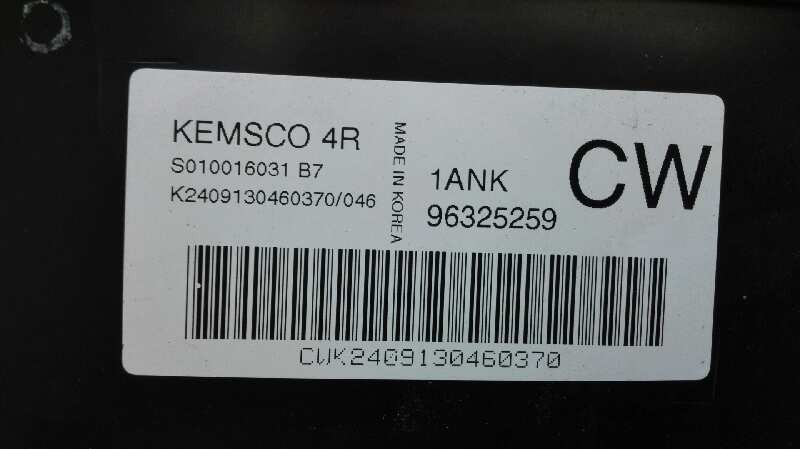 KEMSCO 4R
S010016031 B7
K2409130460370/046
MADE IN KOREA
1ANK
96325259
CW
CWK2409130460370